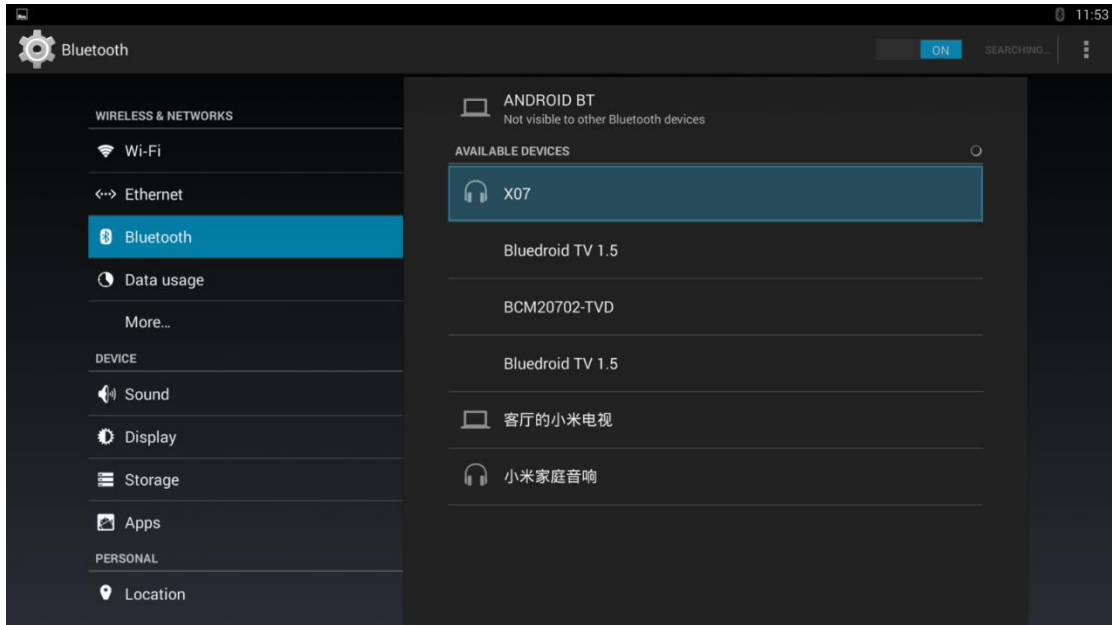 11:53
Bluetooth
ON
SEARCHING...
WIRELESS & NETWORKS
Wi-Fi
Ethernet
Bluetooth
Data usage
More...
DEVICE
Sound
Display
Storage
Apps
PERSONAL
Location
ANDROID BT
Not visible to other Bluetooth devices
AVAILABLE DEVICES
X07
Bluedroid TV 1.5
BCM20702-TVD
Bluedroid TV 1.5
客厅的小米电视
小米家庭音响